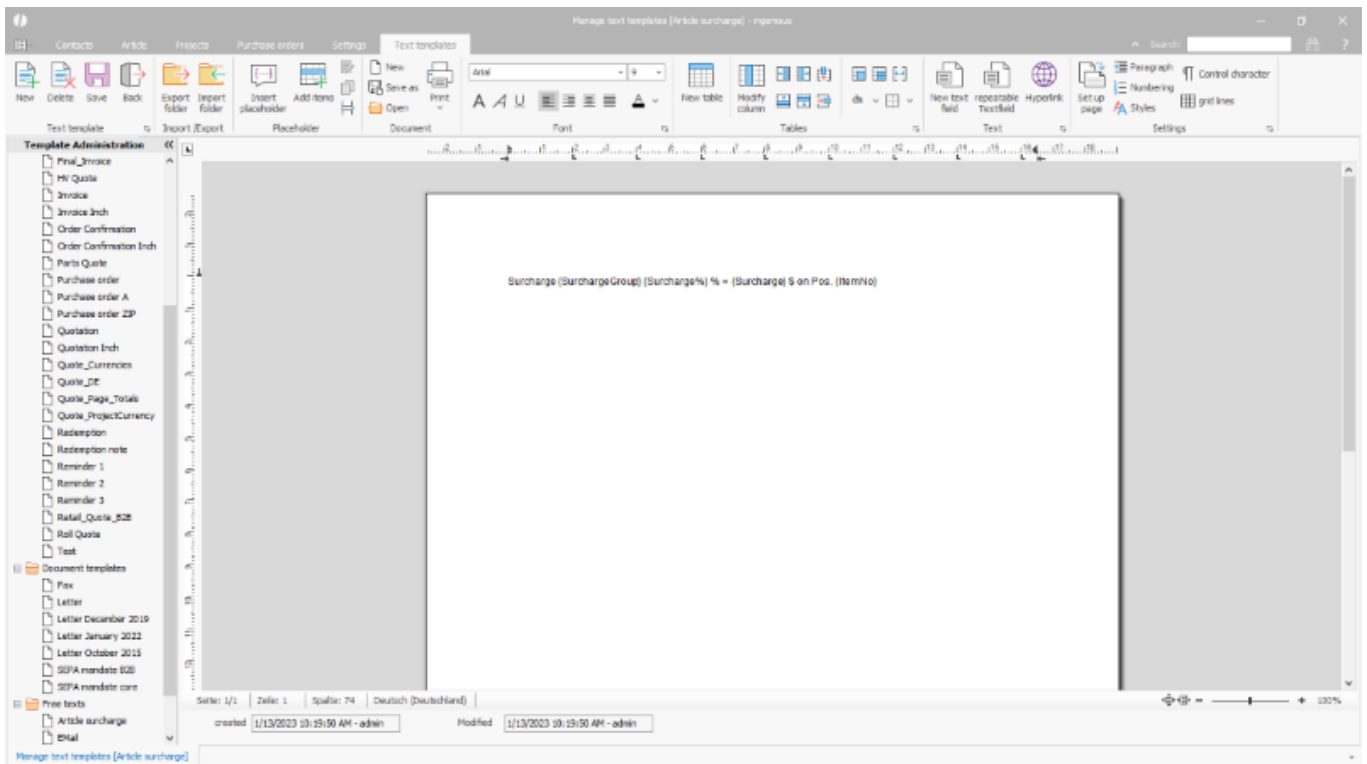 Manage text templates [Article surcharge] - ingenious
Contacts Article Projects Purchase orders Settings Text templates Search: ?
New Delete Save Back Export folder Import folder Insert placeholder Add items New Save as Open Print Arial 9 New table Modify column New text field repeatable Textfield Hyperlink Set up page Paragraph Numbering Styles Control character grid lines
Text template Import /Export Placeholder Document Font Tables Text Settings
Template Administration
Final_Invoice
HV Quote
Invoice
Invoice Inch
Order Confirmation
Order Confirmation Inch
Parts Quote
Purchase order
Purchase order A
Purchase order ZIP
Quotation
Quotation Inch
Quote_Currencies
Quote_DE
Quote_Page_Totals
Quote_ProjectCurrency
Redemption
Redemption note
Reminder 1
Reminder 2
Reminder 3
Retail_Quote_B2B
Roll Quote
Test
Document templates
Fax
Letter
Letter December 2019
Letter January 2022
Letter October 2015
SEPA mandate B2B
SEPA mandate core
Free texts
Article surcharge
EMail
Surcharge {SurchargeGroup} {Surcharge%} % = {Surcharge} $ on Pos. {ItemNo}
Seite: 1/1 Zeile: 1 Spalte: 74 Deutsch (Deutschland) 100%
created 1/13/2023 10:19:50 AM - admin Modified 1/13/2023 10:19:50 AM - admin
Manage text templates [Article surcharge]